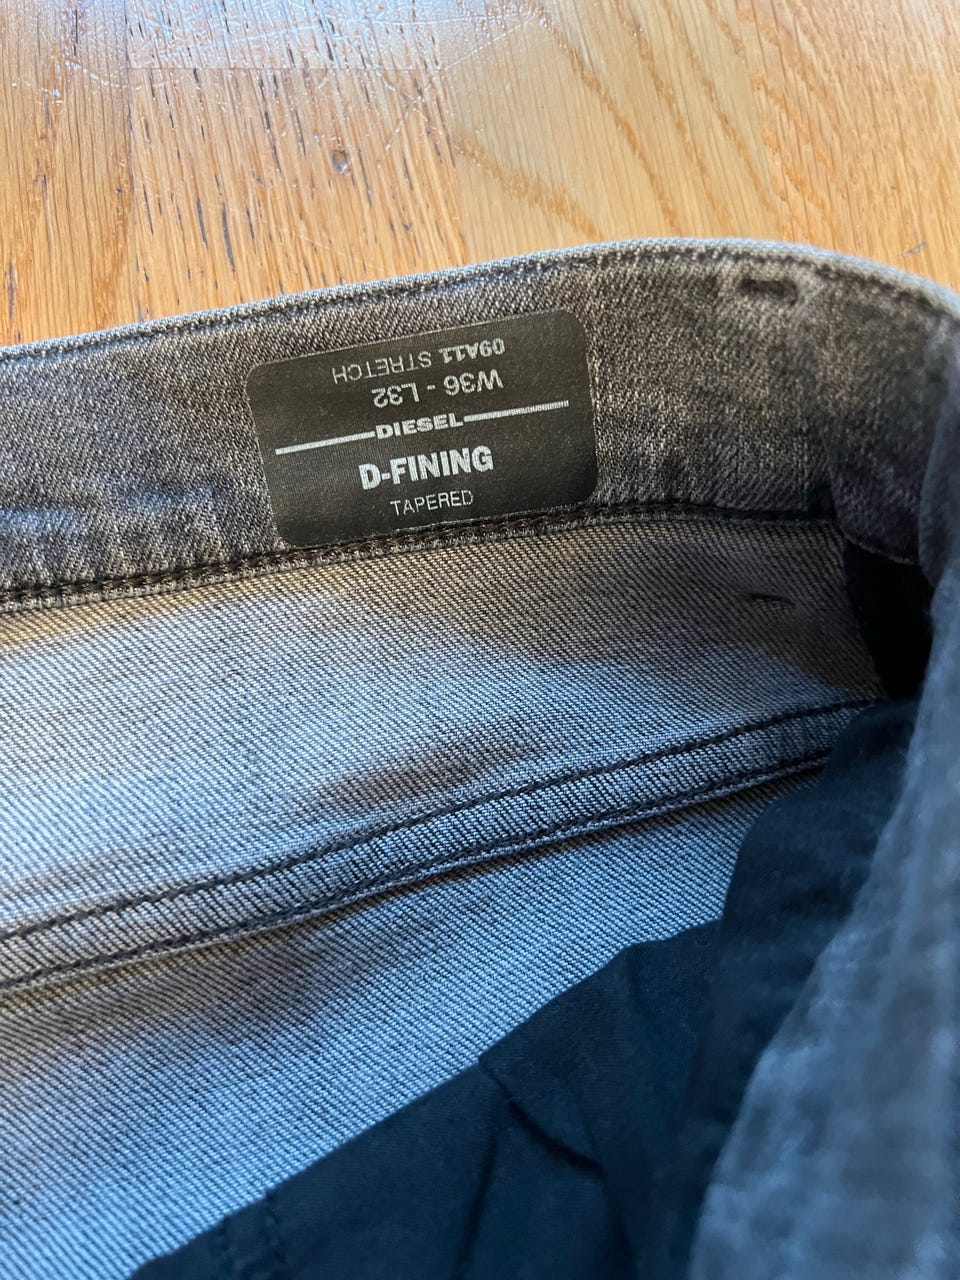 09A11 STRETCH
W36 - L32
DIESEL
D-FINING
TAPERED